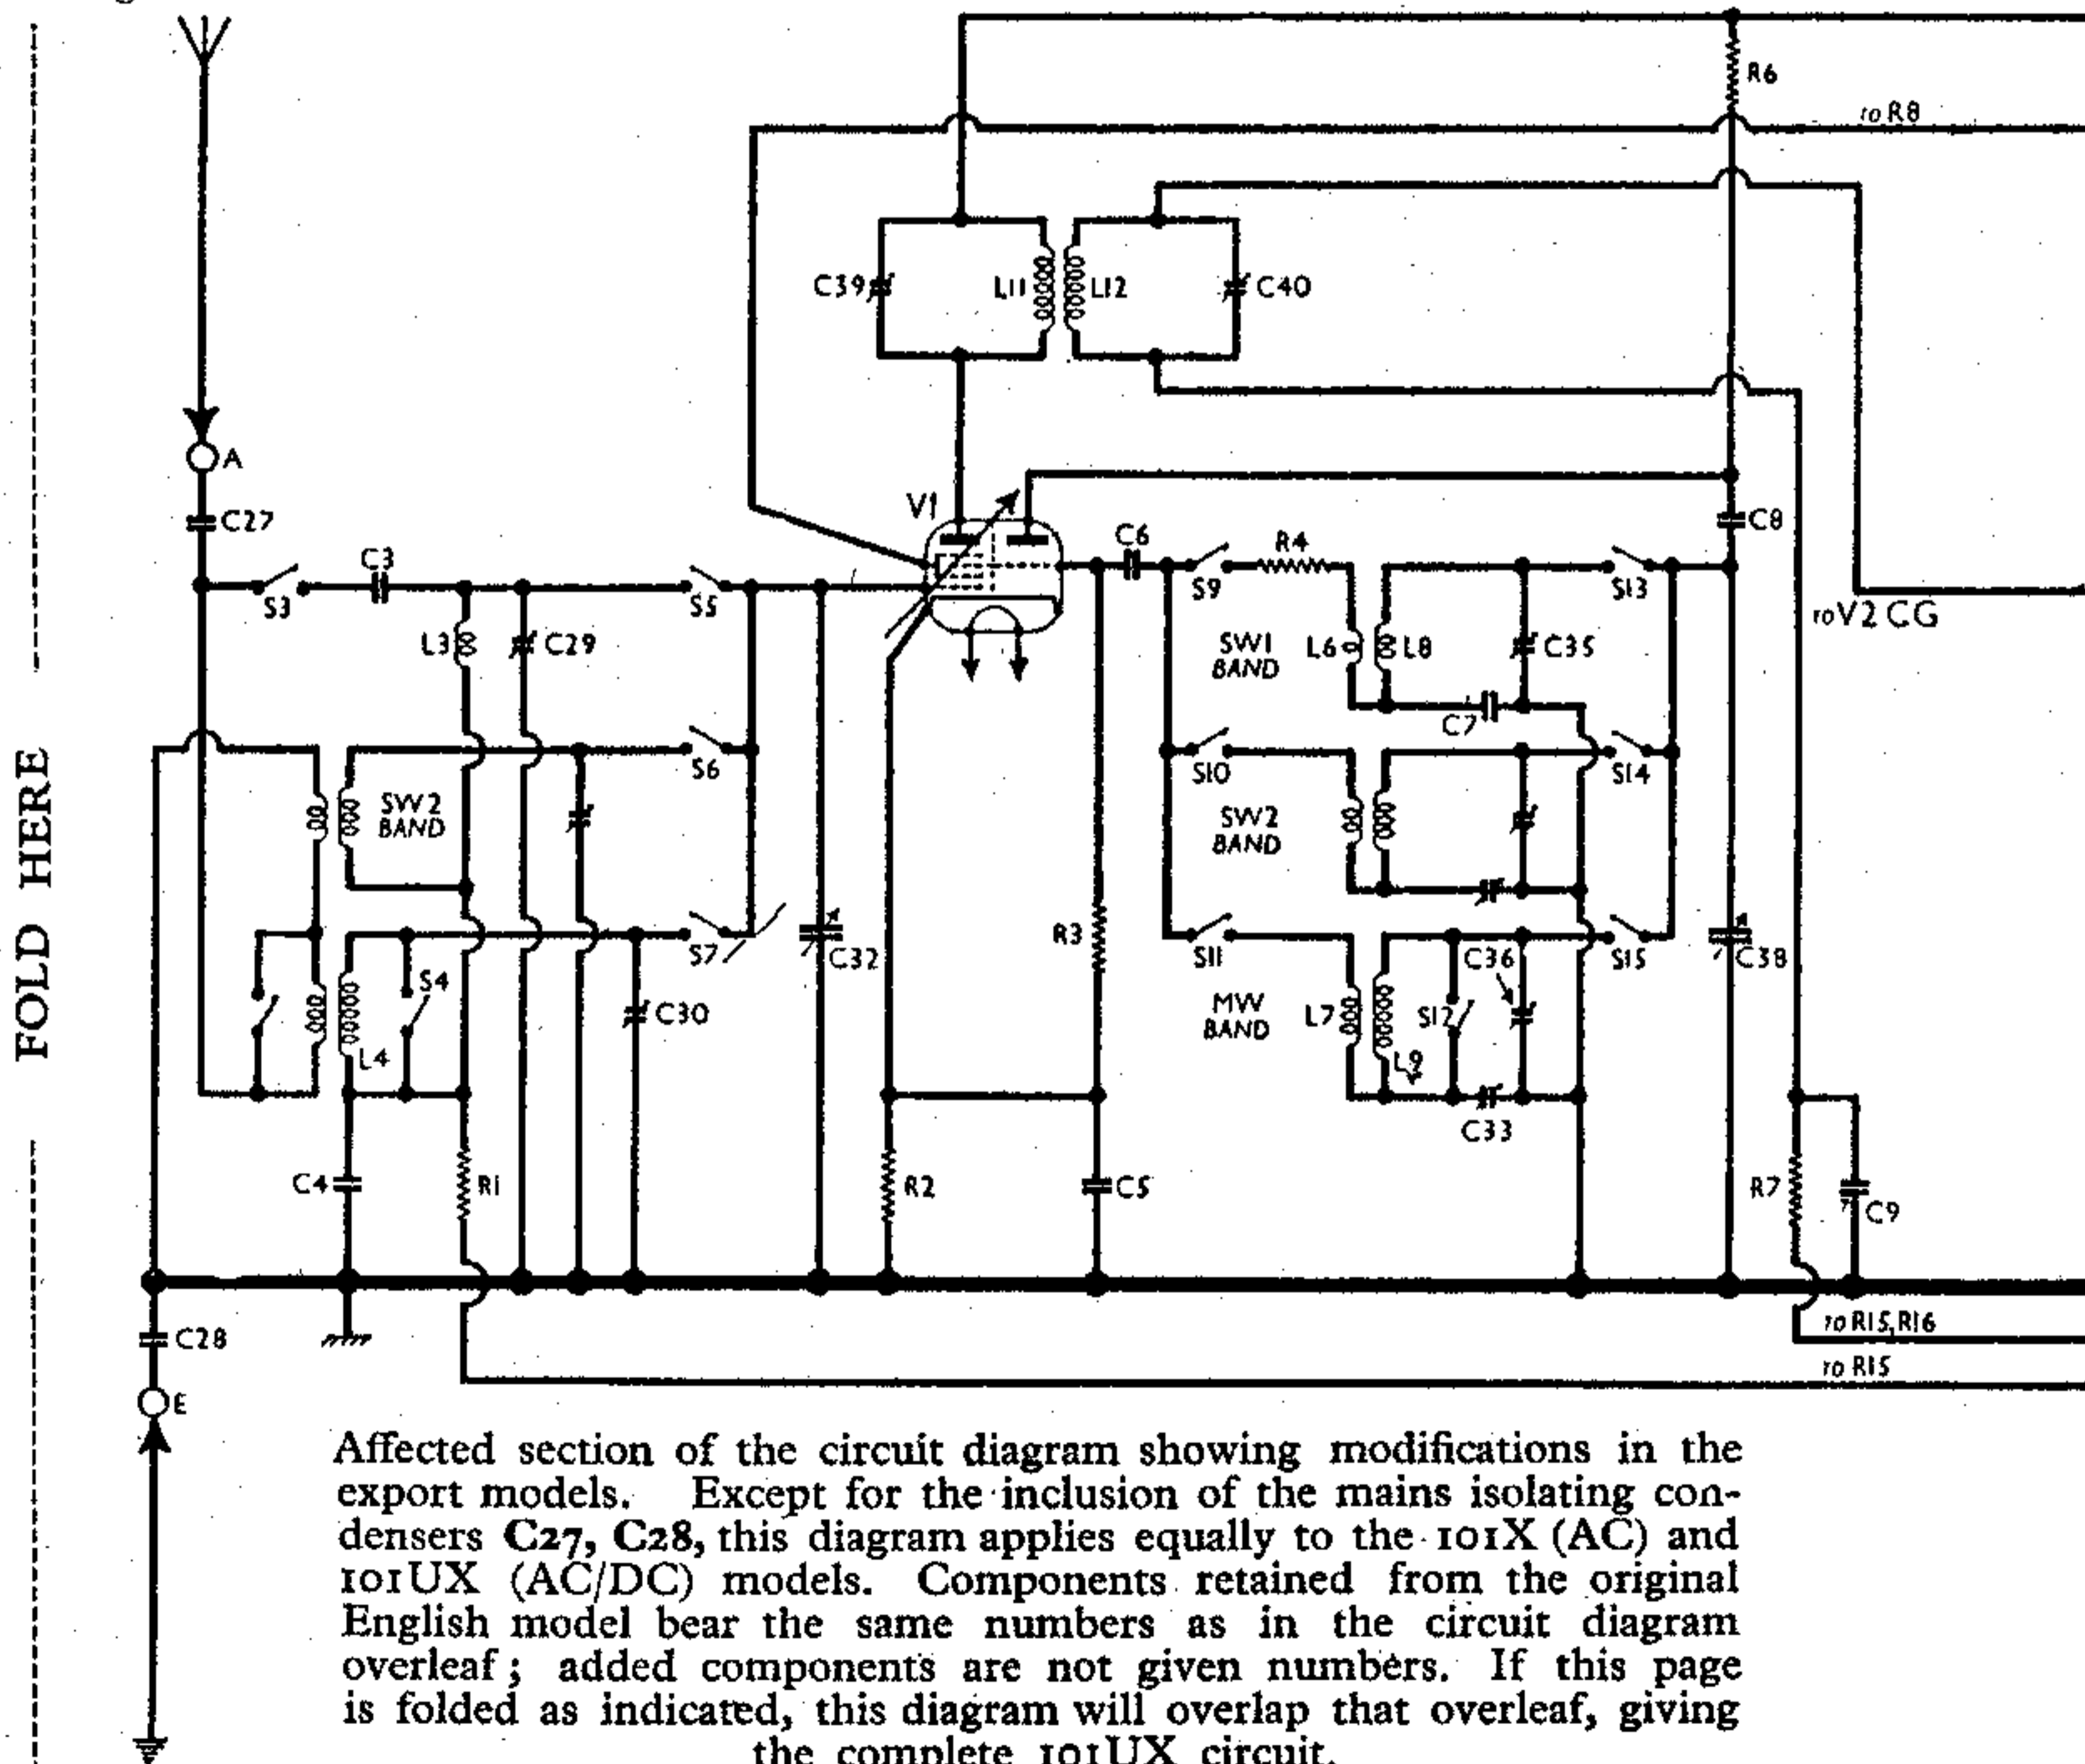 FOLD HERE
R6
to R8
C39
L11
L12
C40
A
C27
V1
C8
C3
C6
R4
S3
S5
S9
S13
to V2 CG
L3
C29
SW1
BAND
L6
L8
C35
C7
S6
S10
S14
SW2
BAND
SW2
BAND
R3
S7
C32
S11
C36
S15
C38
S4
C30
MW
BAND
L7
S12
L4
L9
C33
C4
R1
R2
C5
R7
C9
C28
to R15, R16
to R15
E
Affected section of the circuit diagram showing modifications in the
export models. Except for the inclusion of the mains isolating con-
densers C27, C28, this diagram applies equally to the 101X (AC) and
101UX (AC/DC) models. Components retained from the original
English model bear the same numbers as in the circuit diagram
overleaf; added components are not given numbers. If this page
is folded as indicated, this diagram will overlap that overleaf, giving
the complete 101UX circuit.